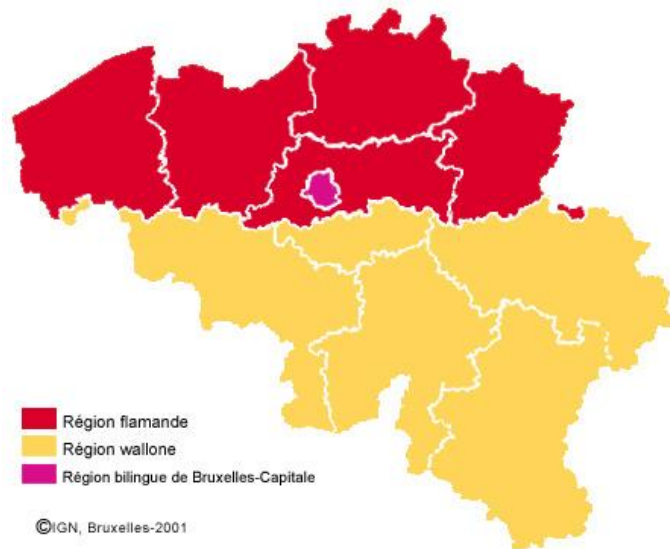 Région flamande
Région wallone
Région bilingue de Bruxelles-Capitale
©IGN, Bruxelles-2001